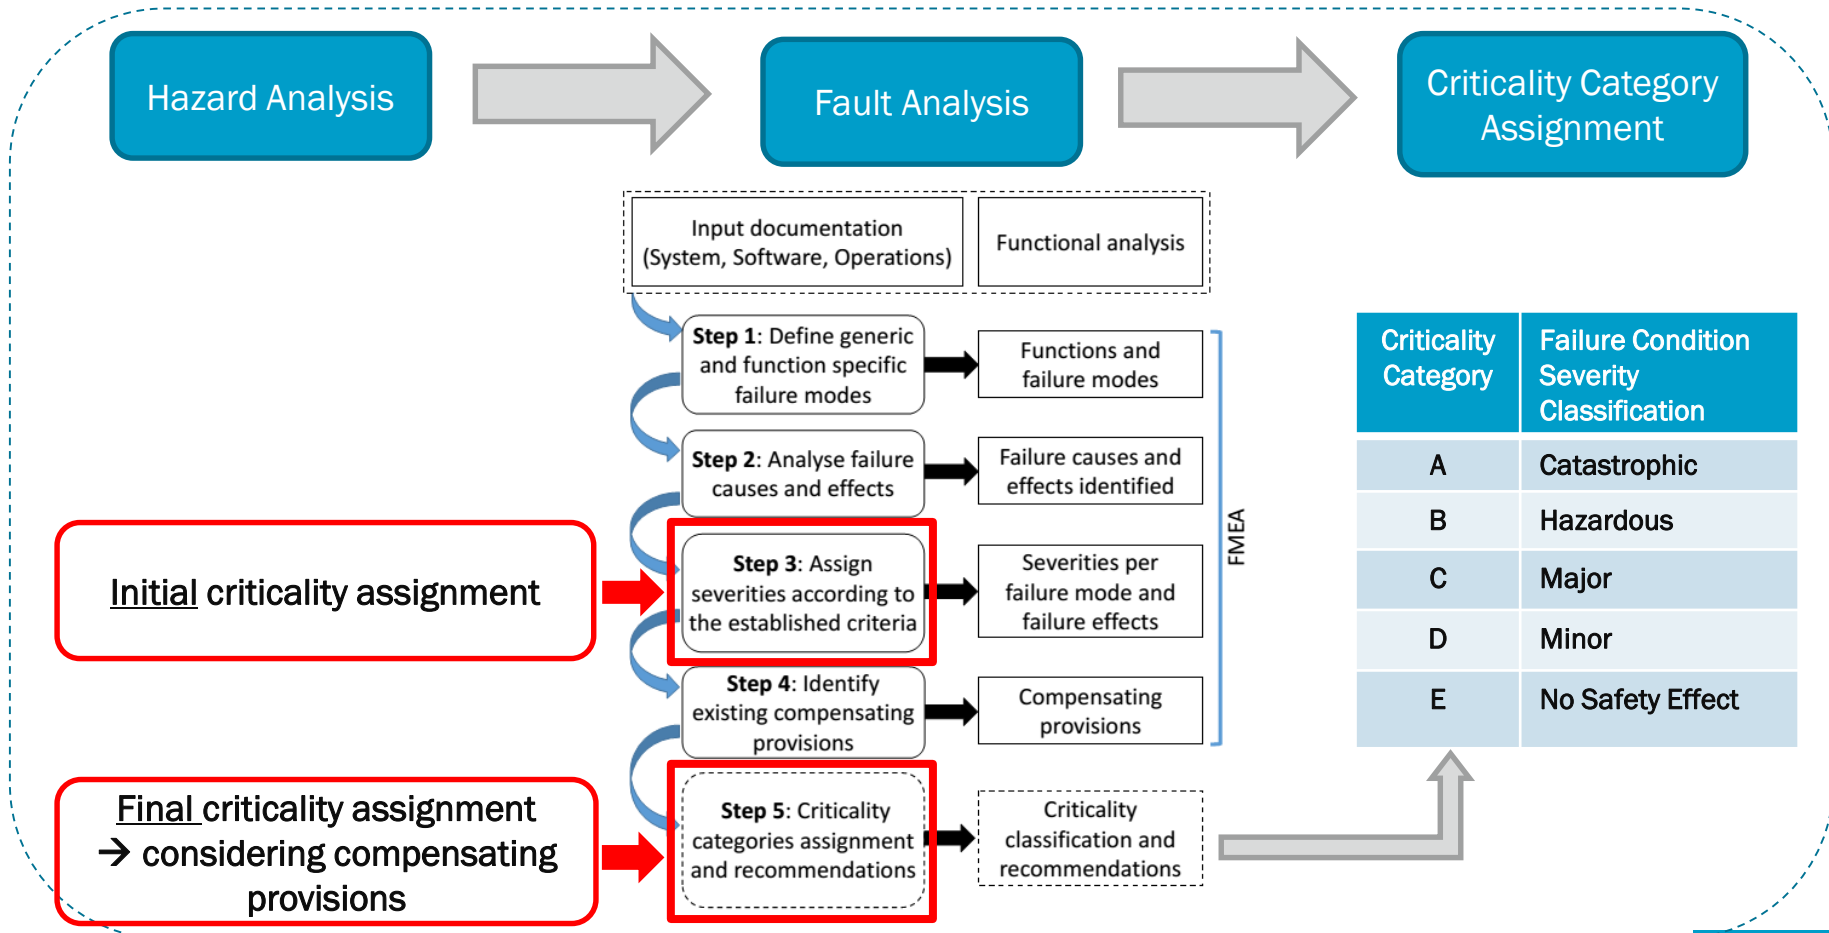 Hazard Analysis
Fault Analysis
Criticality Category
Assignment
Input documentation
(System, Software, Operations)
Functional analysis
Step 1: Define generic
and function specific
failure modes
Functions and
failure modes
Step 2: Analyse failure
causes and effects
Failure causes and
effects identified
Initial criticality assignment
Step 3: Assign
severities according to
the established criteria
Severities per
failure mode and
failure effects
Step 4: Identify
existing compensating
provisions
Compensating
provisions
FMEA
Final criticality assignment
→ considering compensating
provisions
Step 5: Criticality
categories assignment
and recommendations
Criticality
classification and
recommendations
Criticality
Category
Failure Condition
Severity
Classification
A Catastrophic
B Hazardous
C Major
D Minor
E No Safety Effect